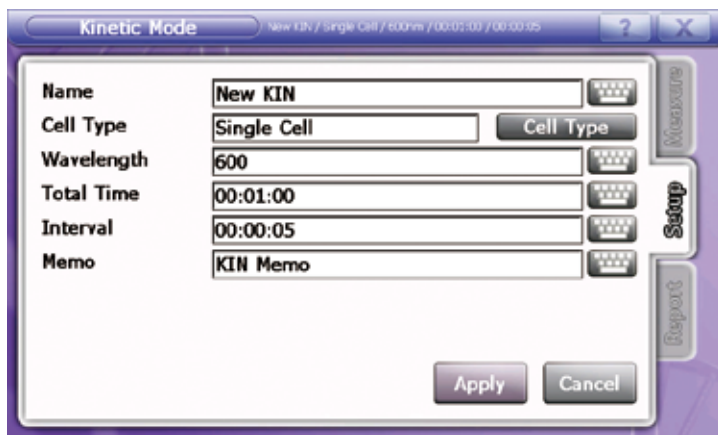 Kinetic Mode New KIN / Single Cell / 600nm / 00:01:00 / 00:00:05 ? X
Name New KIN
Cell Type Single Cell Cell Type
Wavelength 600
Total Time 00:01:00
Interval 00:00:05
Memo KIN Memo
Apply Cancel
Measure
Setup
Report